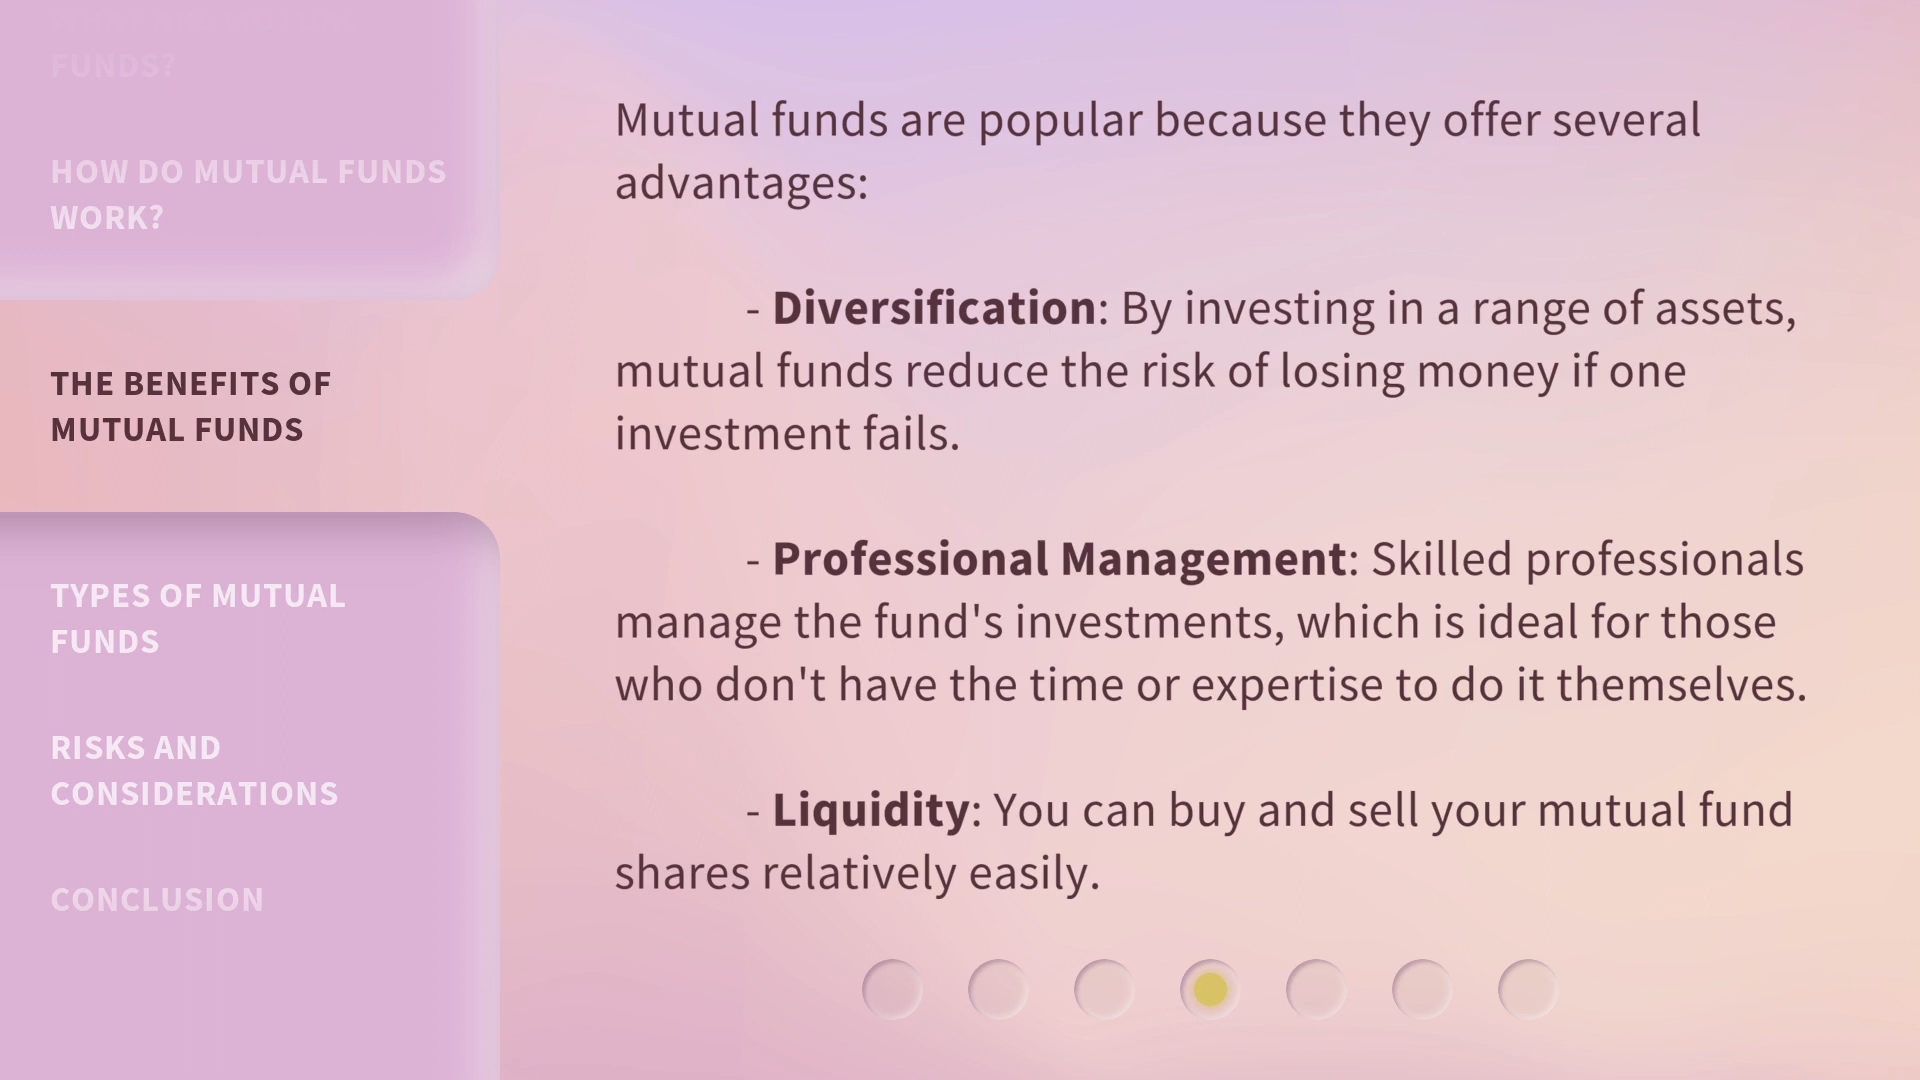 FUNDS?
HOW DO MUTUAL FUNDS
WORK?
THE BENEFITS OF
MUTUAL FUNDS
TYPES OF MUTUAL
FUNDS
RISKS AND
CONSIDERATIONS
CONCLUSION
Mutual funds are popular because they offer several
advantages:
- Diversification: By investing in a range of assets,
mutual funds reduce the risk of losing money if one
investment fails.
- Professional Management: Skilled professionals
manage the fund's investments, which is ideal for those
who don't have the time or expertise to do it themselves.
- Liquidity: You can buy and sell your mutual fund
shares relatively easily.